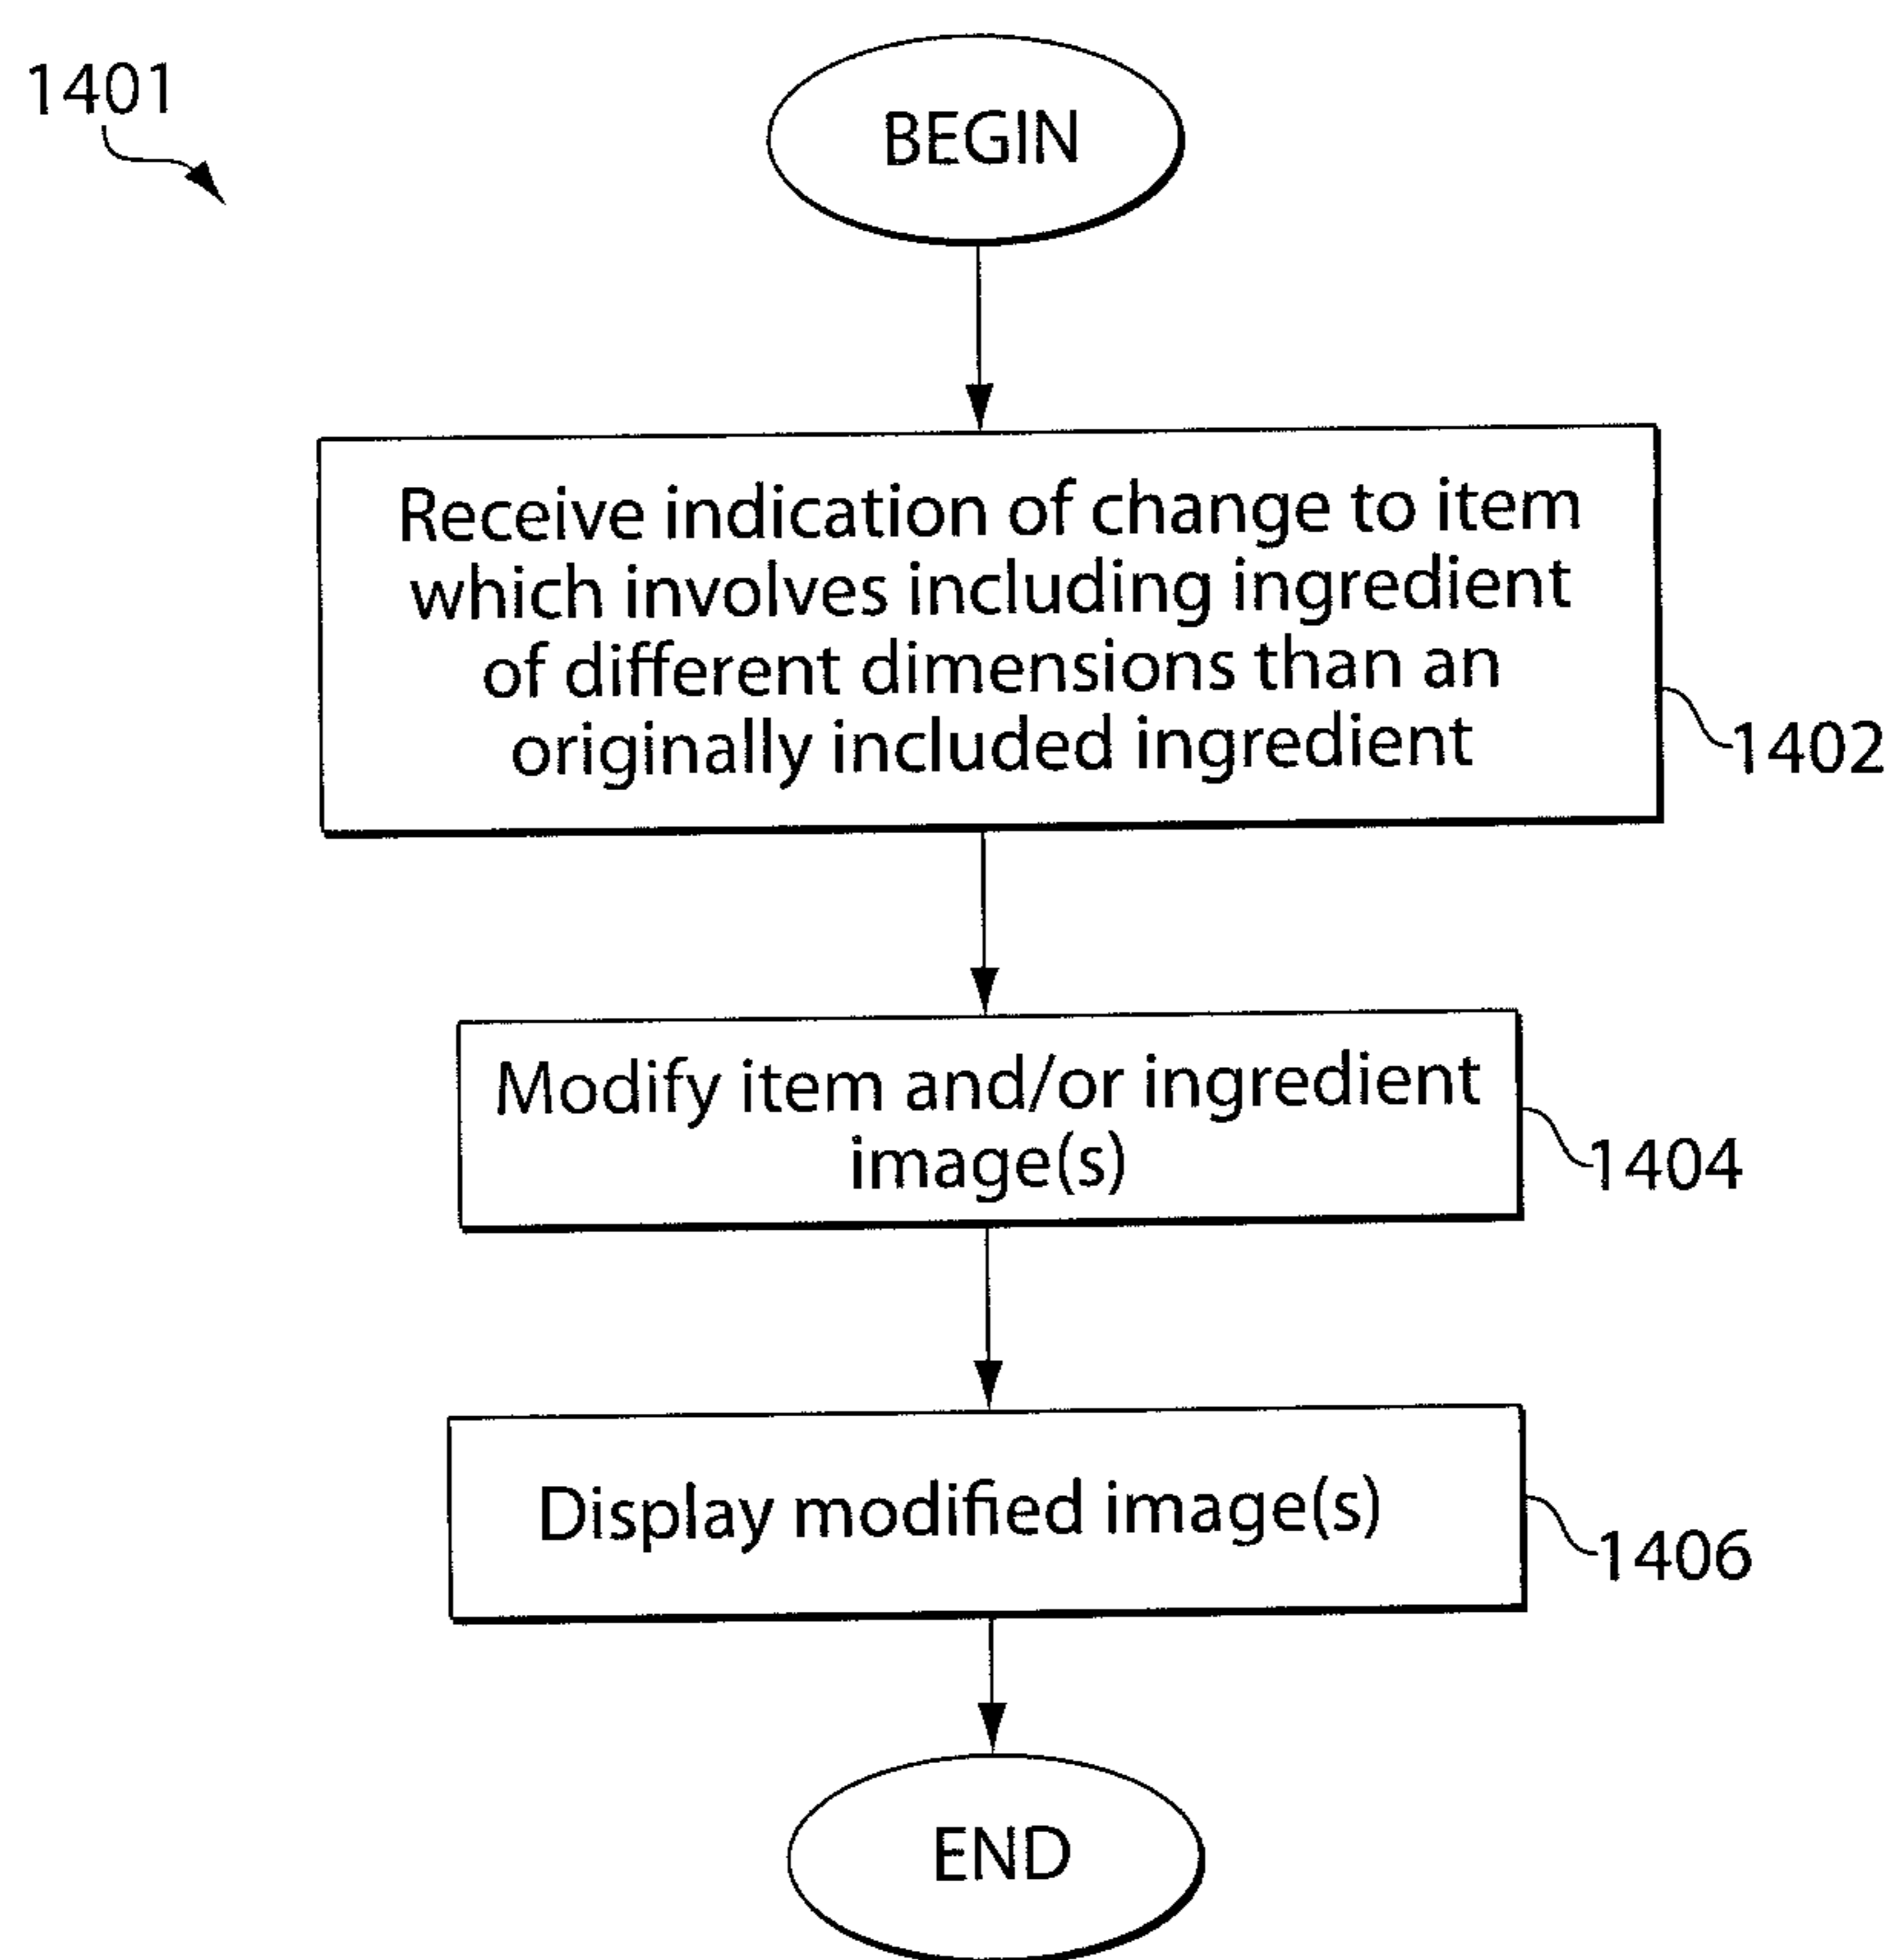 1401
BEGIN
Receive indication of change to item
which involves including ingredient
of different dimensions than an
originally included ingredient
1402
Modify item and/or ingredient
image(s)
1404
Display modified image(s)
1406
END